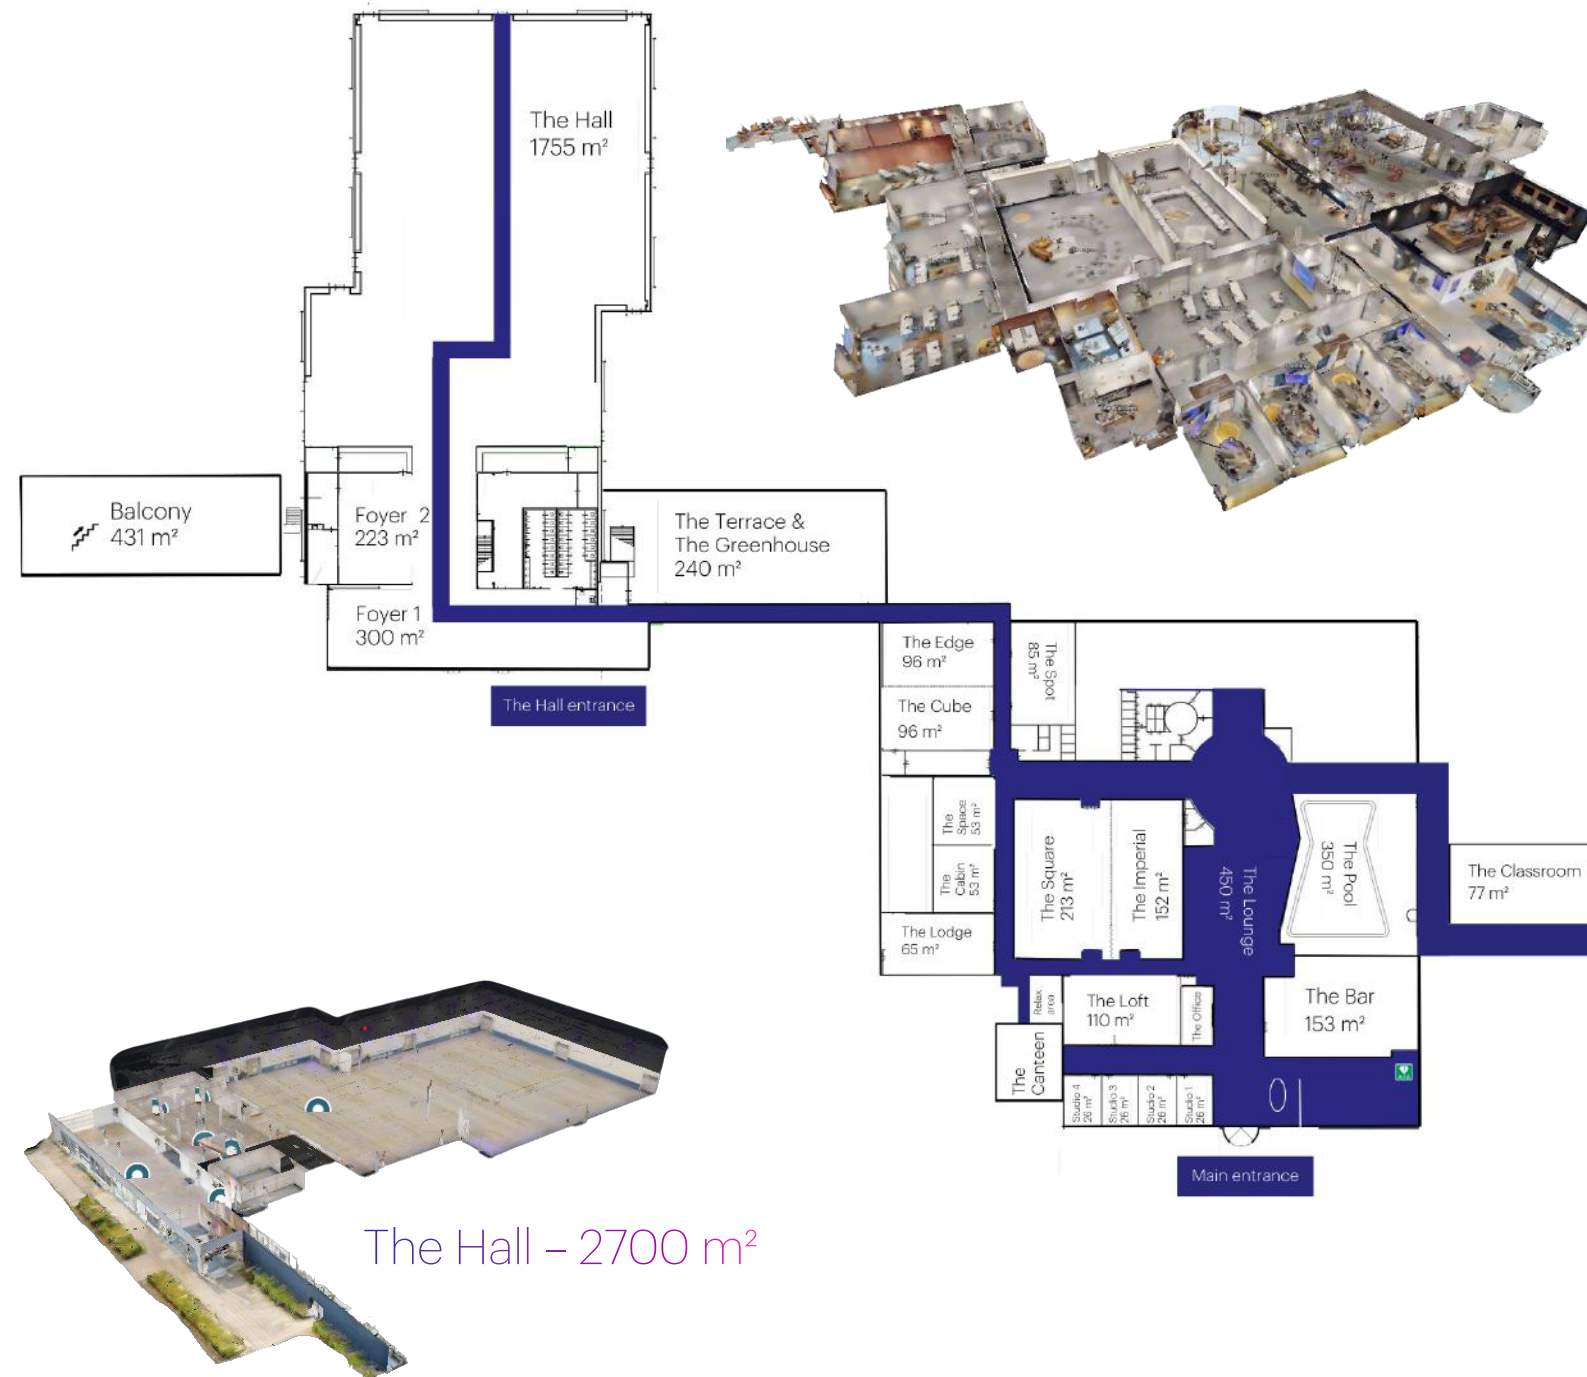 The Hall
1755 m²
Balcony
431 m²
Foyer 2
223 m²
The Terrace &
The Greenhouse
240 m²
Foyer 1
300 m²
The Hall entrance
The Edge
96 m²
The Spot
85 m²
The Cube
96 m²
The
Space
53 m²
The
Cabin
53 m²
The Square
213 m²
The Imperial
152 m²
The Lounge
450 m²
The Pool
350 m²
The Classroom
77 m²
The Lodge
65 m²
Relax
area
The Loft
110 m²
The Office
The Bar
153 m²
The
Canteen
Studio 4
26 m²
Studio 3
26 m²
Studio 2
26 m²
Studio 1
26 m²
Main entrance
The Hall – 2700 m²